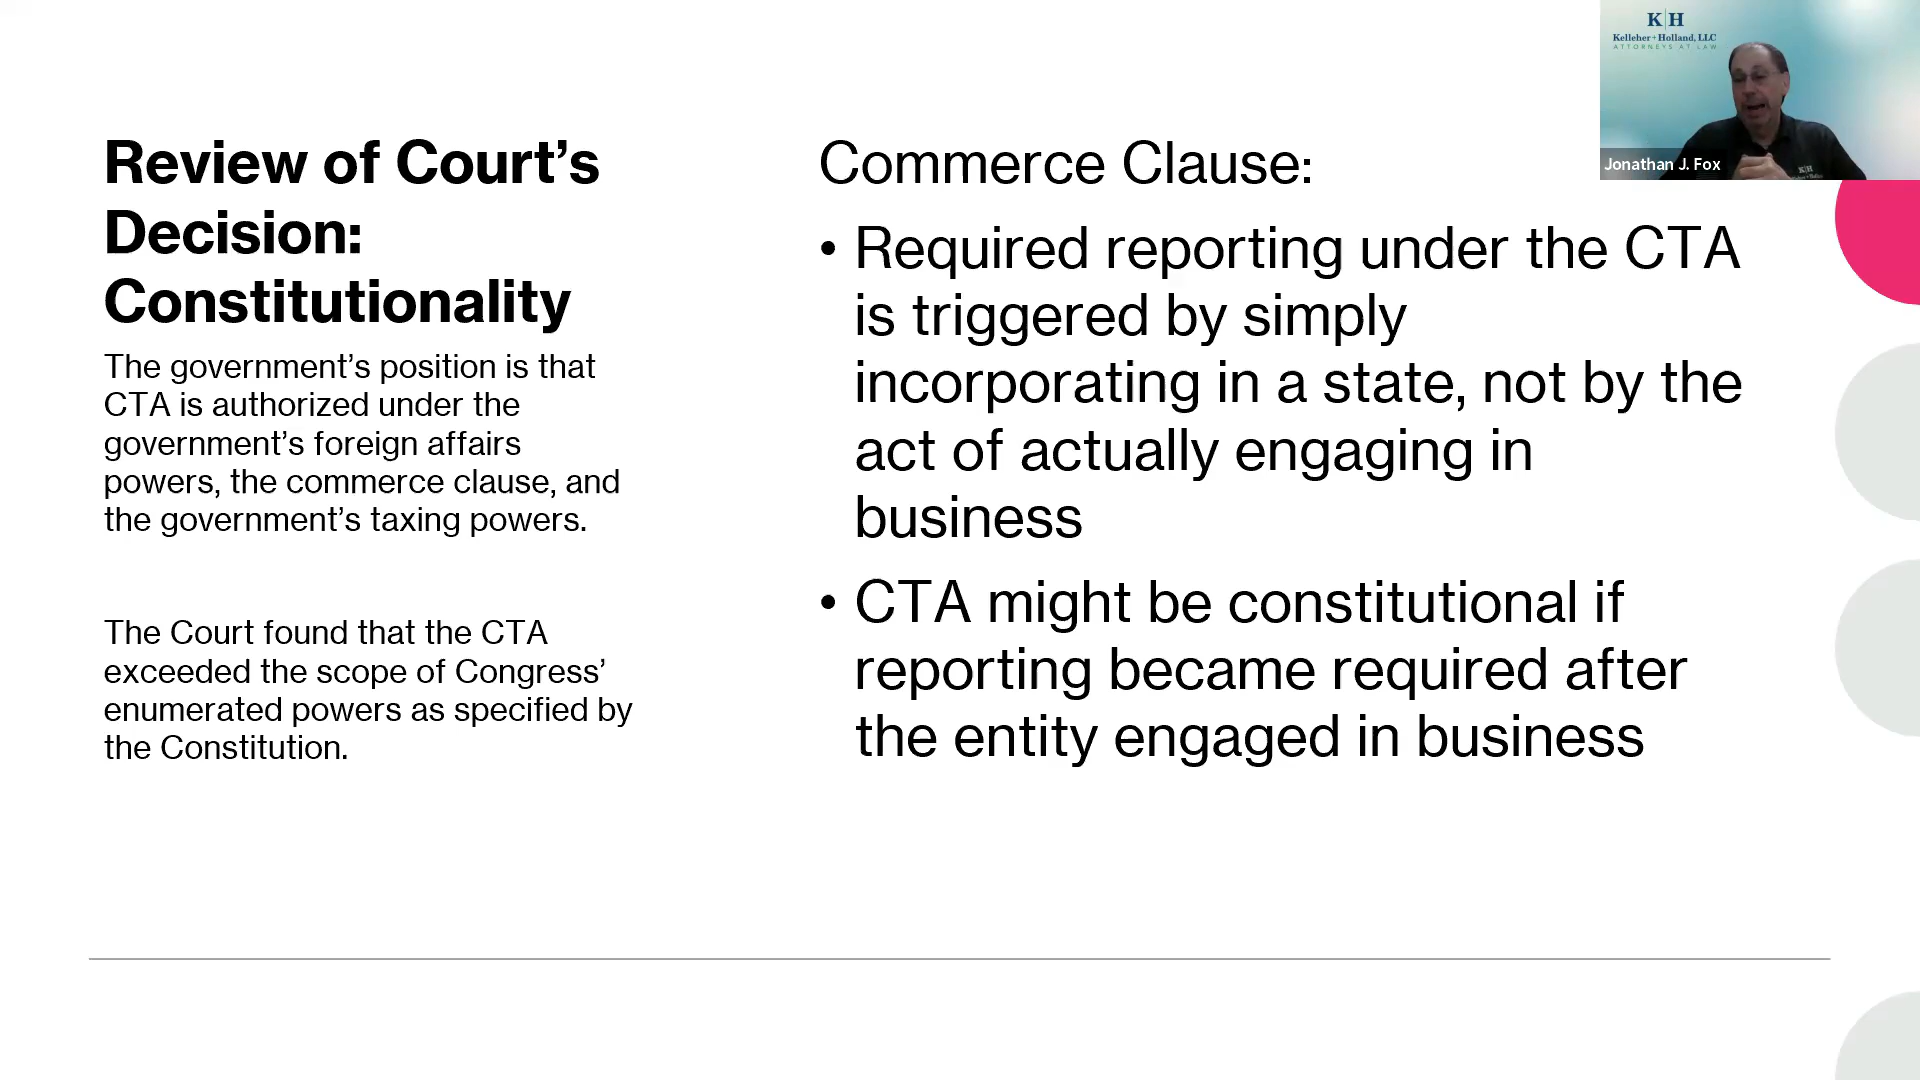 Review of Court’s
Decision:
Constitutionality
The government’s position is that
CTA is authorized under the
government’s foreign affairs
powers, the commerce clause, and
the government’s taxing powers.
The Court found that the CTA
exceeded the scope of Congress’
enumerated powers as specified by
the Constitution.
Commerce Clause:
• Required reporting under the CTA
is triggered by simply
incorporating in a state, not by the
act of actually engaging in
business
• CTA might be constitutional if
reporting became required after
the entity engaged in business
K|H
Kelleher+Holland, LLC
ATTORNEYS AT LAW
Jonathan J. Fox
K|H